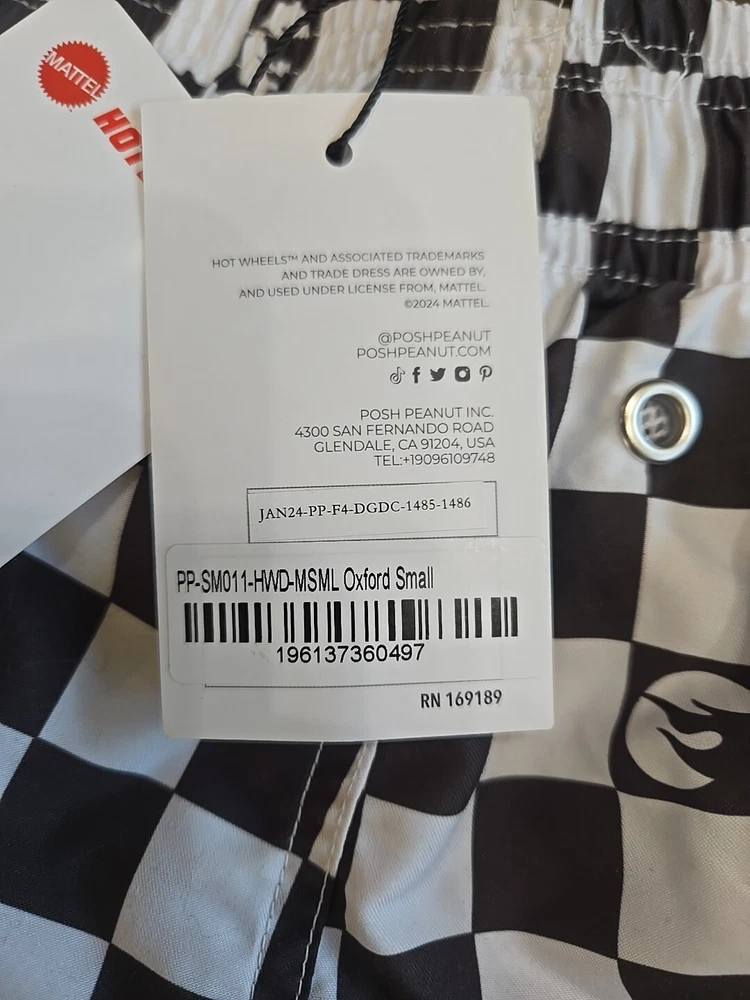 MATTEL
HOT
HOT WHEELS™ AND ASSOCIATED TRADEMARKS
AND TRADE DRESS ARE OWNED BY,
AND USED UNDER LICENSE FROM, MATTEL.
©2024 MATTEL.
@POSHPEANUT
POSHPEANUT.COM
POSH PEANUT INC.
4300 SAN FERNANDO ROAD
GLENDALE, CA 91204, USA
TEL:+19096109748
JAN24-PP-F4-DGDC-1485-1486
PP-SM011-HWD-MSML Oxford Small
196137360497
RN 169189